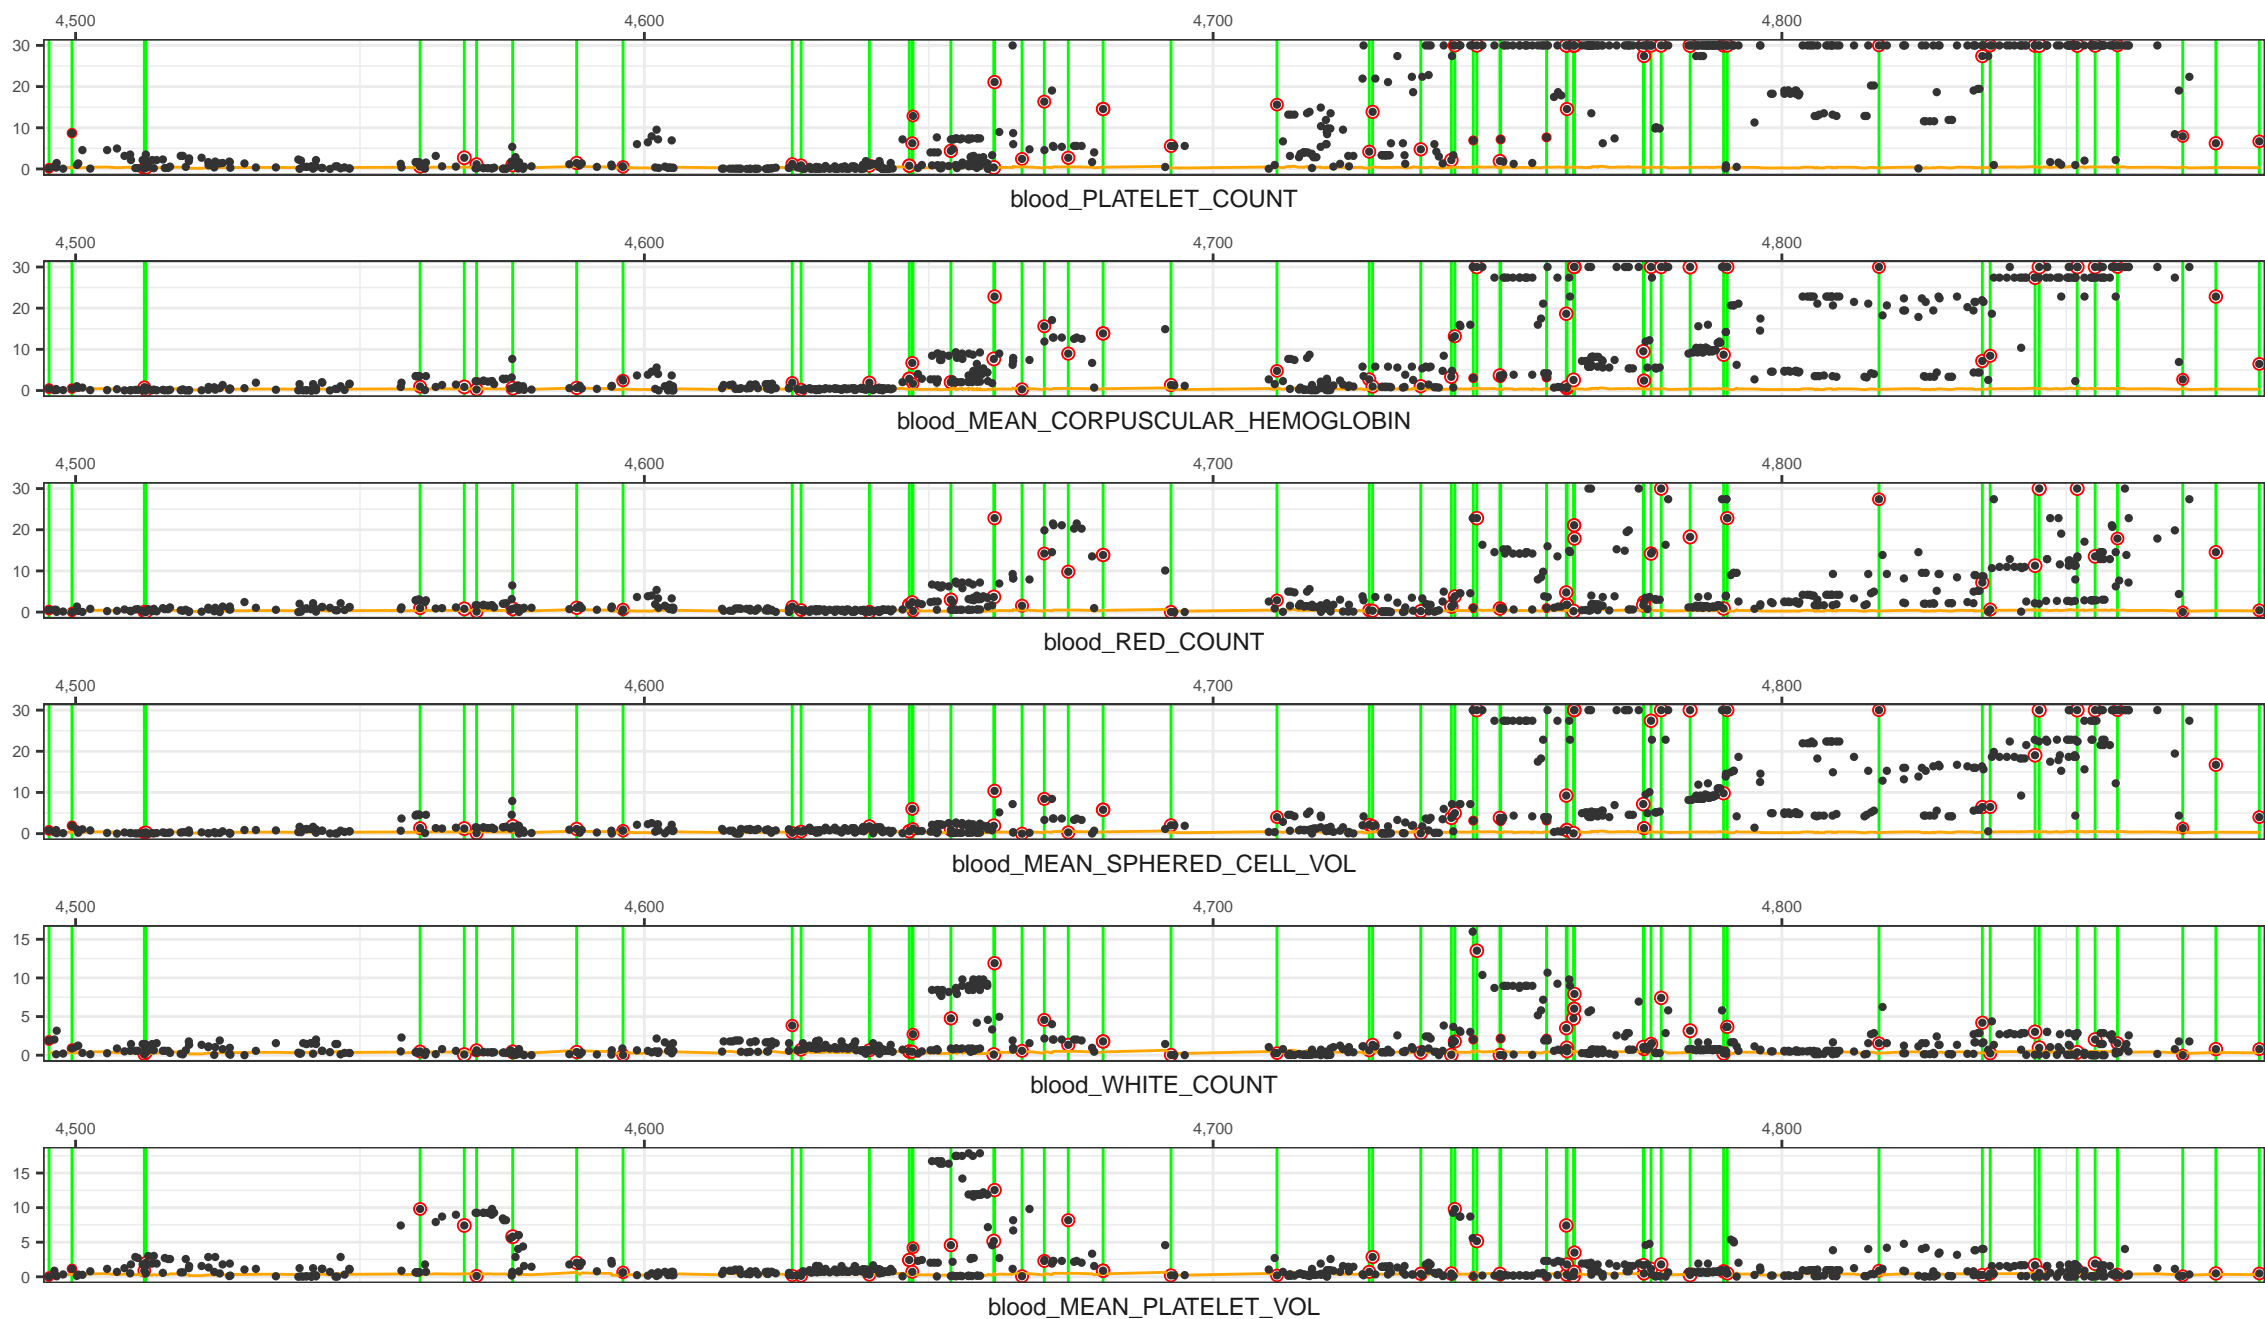 4,500 4,600 4,700 4,800
30
20
10
0
blood_PLATELET_COUNT
4,500 4,600 4,700 4,800
30
20
10
0
blood_MEAN_CORPUSCULAR_HEMOGLOBIN
4,500 4,600 4,700 4,800
30
20
10
0
blood_RED_COUNT
4,500 4,600 4,700 4,800
30
20
10
0
blood_MEAN_SPHERED_CELL_VOL
4,500 4,600 4,700 4,800
15
10
5
0
blood_WHITE_COUNT
4,500 4,600 4,700 4,800
15
10
5
0
blood_MEAN_PLATELET_VOL